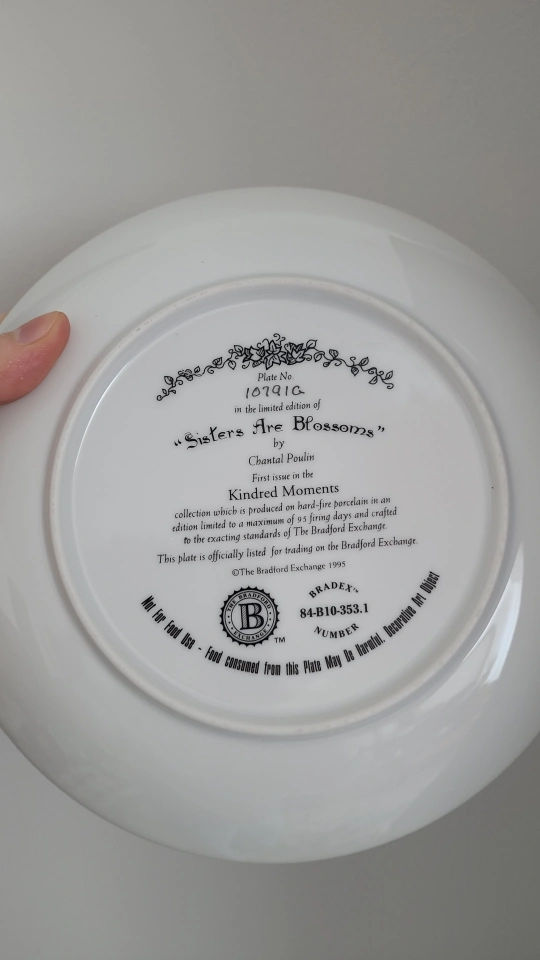 Plate No
10791G
in the limited edition of
"Sisters Are Blossoms"
by
Chantal Poulin
First issue in the
Kindred Moments
collection which is produced on hard-fire porcelain in an
edition limited to a maximum of 95 firing days and crafted
to the exacting standards of The Bradford Exchange.
This plate is officially listed for trading on the Bradford Exchange.
©The Bradford Exchange 1995
THE BRADFORD
B
EXCHANGE
TM
BRADEX™
84-B10-353.1
NUMBER
Not For Food Use - Food consumed from this Plate May Be Harmful. Decorative Art Object